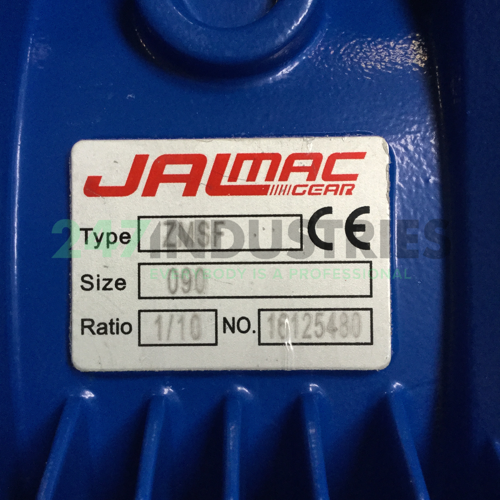 JALMAC
GEAR
Type ZMSF CE
247 INDUSTRIES
EVERYBODY IS A PROFESSIONAL
Size 090
Ratio 1/10 NO. 16125480